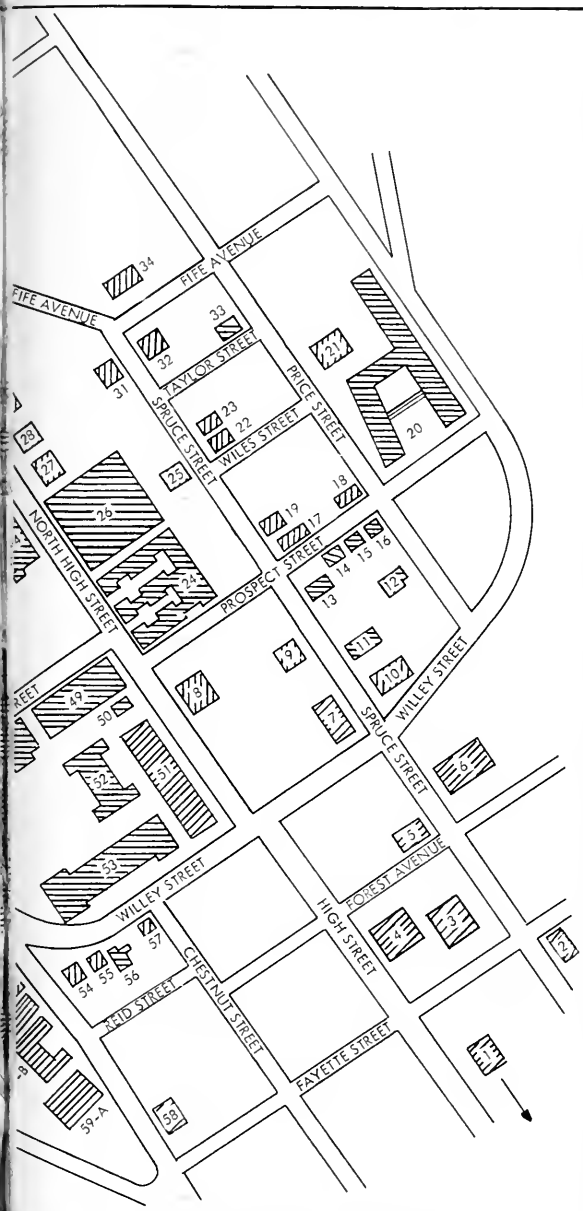 34
FIFE AVENUE
FIFE AVENUE
33
32
TAYLOR STREET
31
21
PRICE STREET
SPRUCE STREET
23
22
WILES STREET
20
28
27
25
26
18
19
17
NORTH HIGH STREET
24
PROSPECT STREET
16
15
14
13
12
11
10
9
8
7
WILLEY STREET
SPRUCE STREET
REET
49
50
51
52
53
6
5
FOREST AVENUE
WILLEY STREET
HIGH STREET
4
3
2
57
56
55
54
CHESTNUT STREET
REID STREET
FAYETTE STREET
1
58
59-A